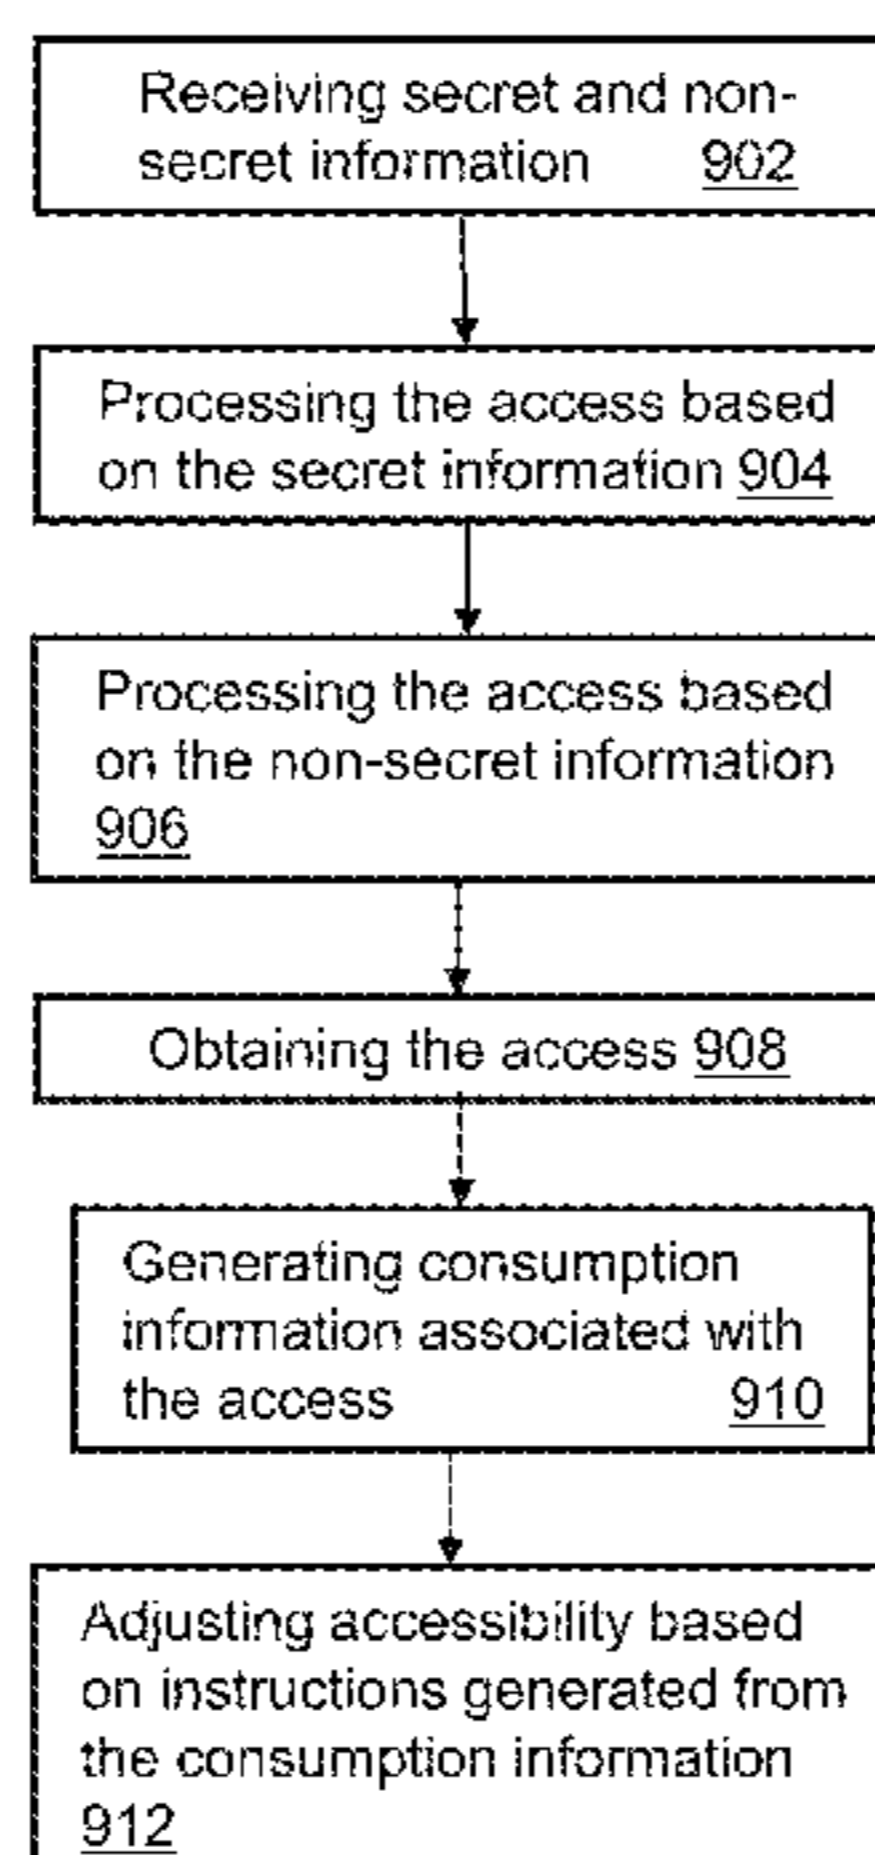 Receiving secret and non-
secret information 902
Processing the access based
on the secret information 904
Processing the access based
on the non-secret information
906
Obtaining the access 908
Generating consumption
information associated with
the access 910
Adjusting accessibility based
on instructions generated from
the consumption information
912